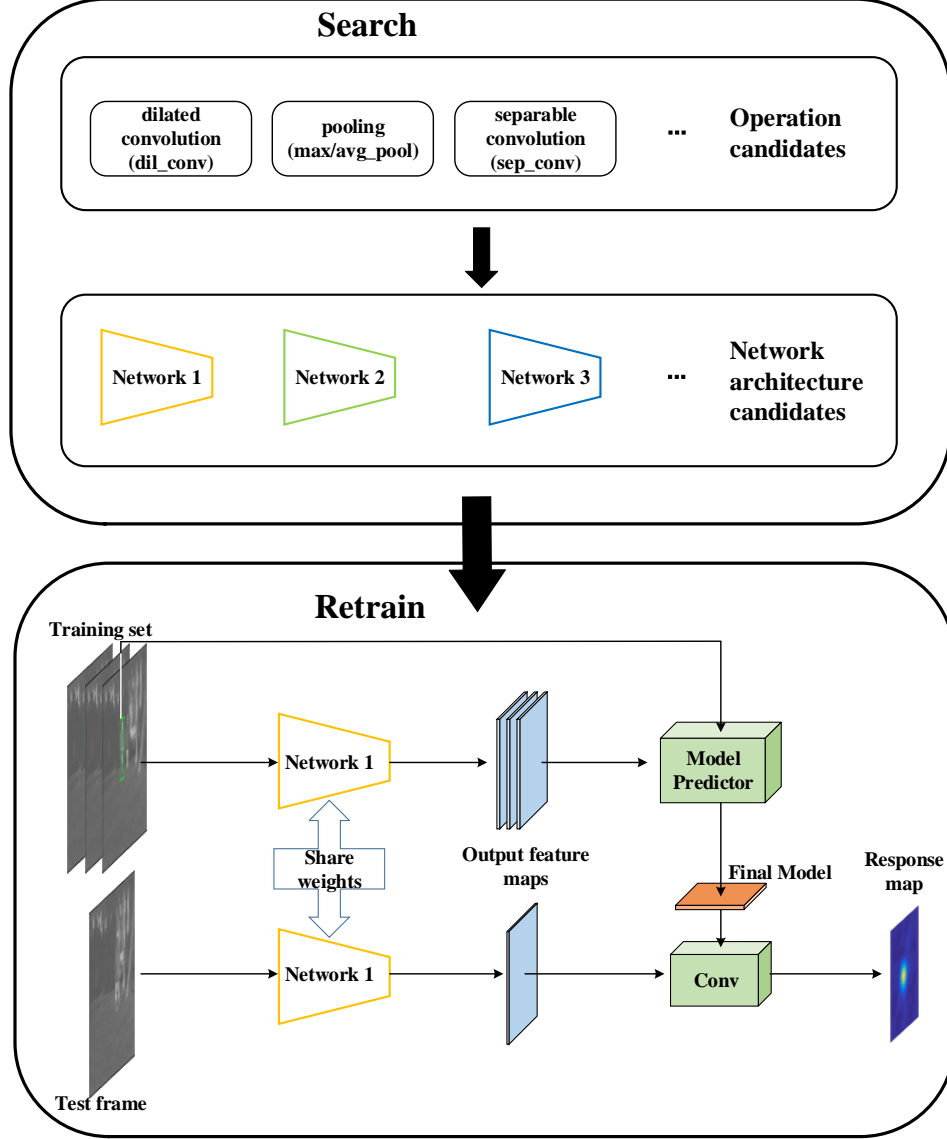 Search
dilated
convolution
(dil_conv)
pooling
(max/avg_pool)
separable
convolution
(sep_conv)
...
Operation
candidates
Network 1
Network 2
Network 3
...
Network
architecture
candidates
Retrain
Training set
Network 1
Model
Predictor
Share
weights
Output feature
maps
Final Model
Response
map
Network 1
Conv
Test frame